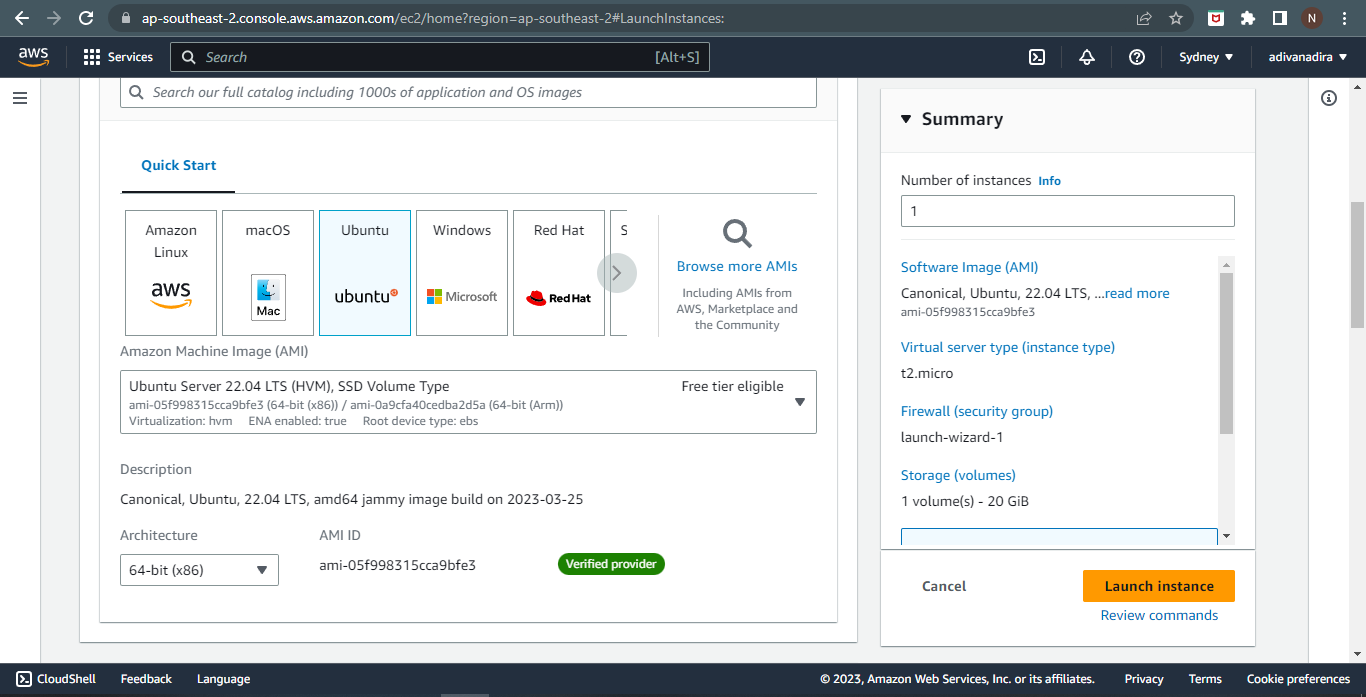 ap-southeast-2.console.aws.amazon.com/ec2/home?region=ap-southeast-2#LaunchInstances:
N
aws
Services
Search
[Alt+S]
Sydney ▼
adivanadira ▼
Search our full catalog including 1000s of application and OS images
Quick Start
Amazon
Linux
aws
macOS
Mac
Ubuntu
ubuntu
Windows
Microsoft
Red Hat
Red Hat
S
Browse more AMIs
Including AMIs from
AWS, Marketplace and
the Community
Amazon Machine Image (AMI)
Ubuntu Server 22.04 LTS (HVM), SSD Volume Type
Free tier eligible
ami-05f998315cca9bfe3 (64-bit (x86)) / ami-0a9cfa40cedba2d5a (64-bit (Arm))
Virtualization: hvm ENA enabled: true Root device type: ebs
Description
Canonical, Ubuntu, 22.04 LTS, amd64 jammy image build on 2023-03-25
Architecture
AMI ID
64-bit (x86)
ami-05f998315cca9bfe3
Verified provider
Summary
Number of instances Info
1
Software Image (AMI)
Canonical, Ubuntu, 22.04 LTS, ...read more
ami-05f998315cca9bfe3
Virtual server type (instance type)
t2.micro
Firewall (security group)
launch-wizard-1
Storage (volumes)
1 volume(s) - 20 GiB
Cancel
Launch instance
Review commands
CloudShell
Feedback
Language
© 2023, Amazon Web Services, Inc. or its affiliates.
Privacy
Terms
Cookie preferences